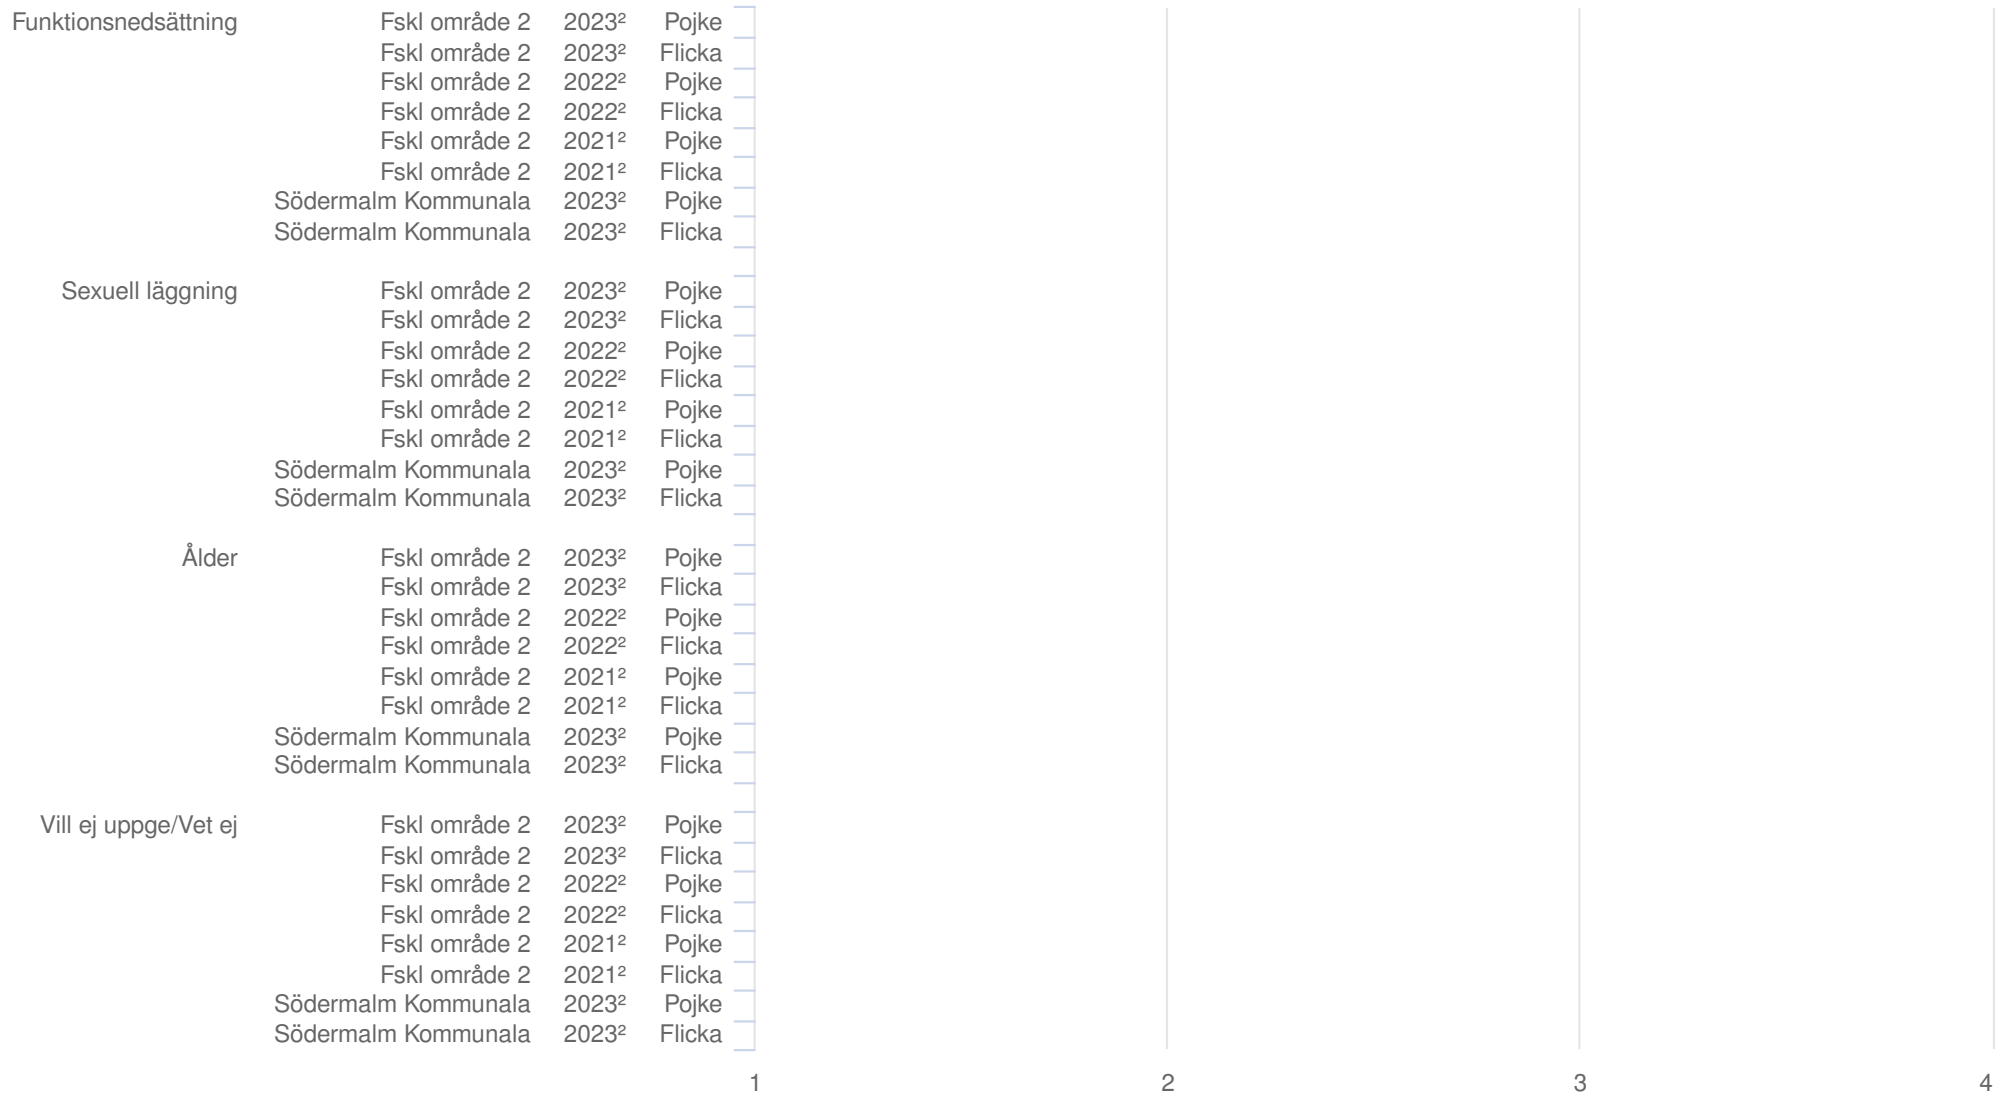 Funktionsnedsättning Fskl område 2 2023² Pojke
Fskl område 2 2023² Flicka
Fskl område 2 2022² Pojke
Fskl område 2 2022² Flicka
Fskl område 2 2021² Pojke
Fskl område 2 2021² Flicka
Södermalm Kommunala 2023² Pojke
Södermalm Kommunala 2023² Flicka
Sexuell läggning Fskl område 2 2023² Pojke
Fskl område 2 2023² Flicka
Fskl område 2 2022² Pojke
Fskl område 2 2022² Flicka
Fskl område 2 2021² Pojke
Fskl område 2 2021² Flicka
Södermalm Kommunala 2023² Pojke
Södermalm Kommunala 2023² Flicka
Ålder Fskl område 2 2023² Pojke
Fskl område 2 2023² Flicka
Fskl område 2 2022² Pojke
Fskl område 2 2022² Flicka
Fskl område 2 2021² Pojke
Fskl område 2 2021² Flicka
Södermalm Kommunala 2023² Pojke
Södermalm Kommunala 2023² Flicka
Vill ej uppge/Vet ej Fskl område 2 2023² Pojke
Fskl område 2 2023² Flicka
Fskl område 2 2022² Pojke
Fskl område 2 2022² Flicka
Fskl område 2 2021² Pojke
Fskl område 2 2021² Flicka
Södermalm Kommunala 2023² Pojke
Södermalm Kommunala 2023² Flicka
1 2 3 4